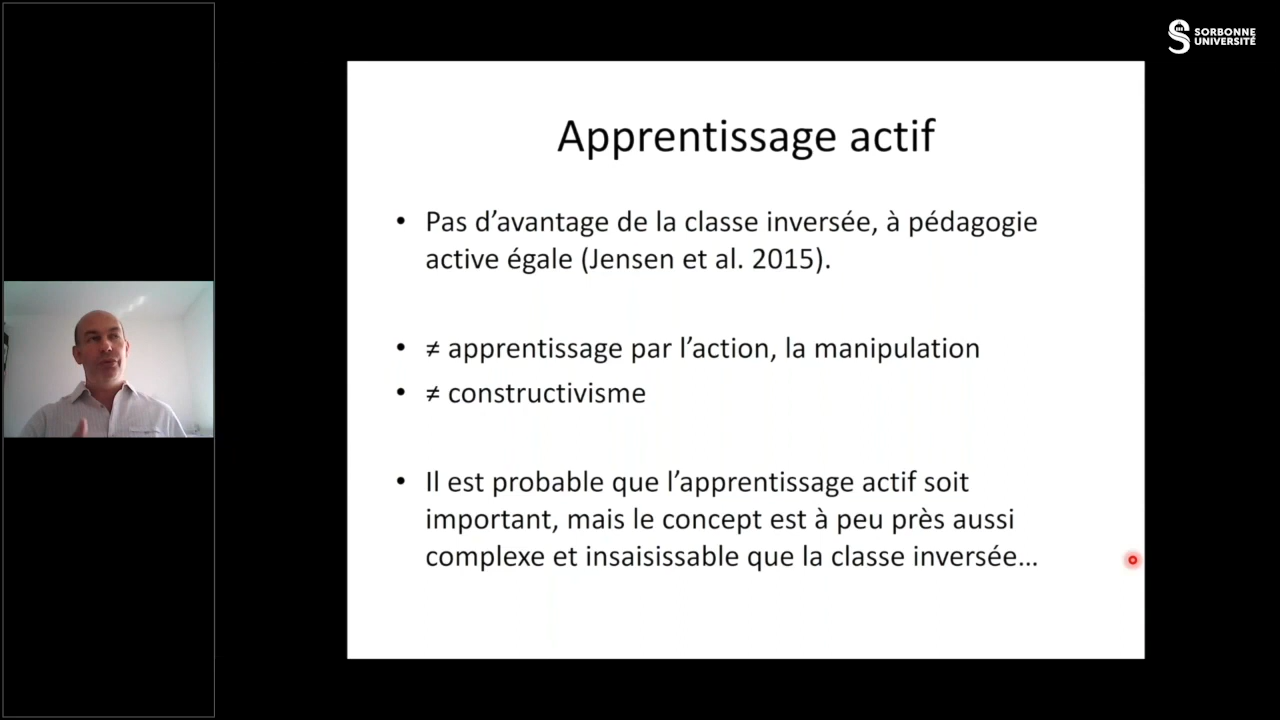 SORBONNE
UNIVERSITÉ
Apprentissage actif
• Pas d’avantage de la classe inversée, à pédagogie
active égale (Jensen et al. 2015).
• ≠ apprentissage par l’action, la manipulation
• ≠ constructivisme
• Il est probable que l’apprentissage actif soit
important, mais le concept est à peu près aussi
complexe et insaisissable que la classe inversée…